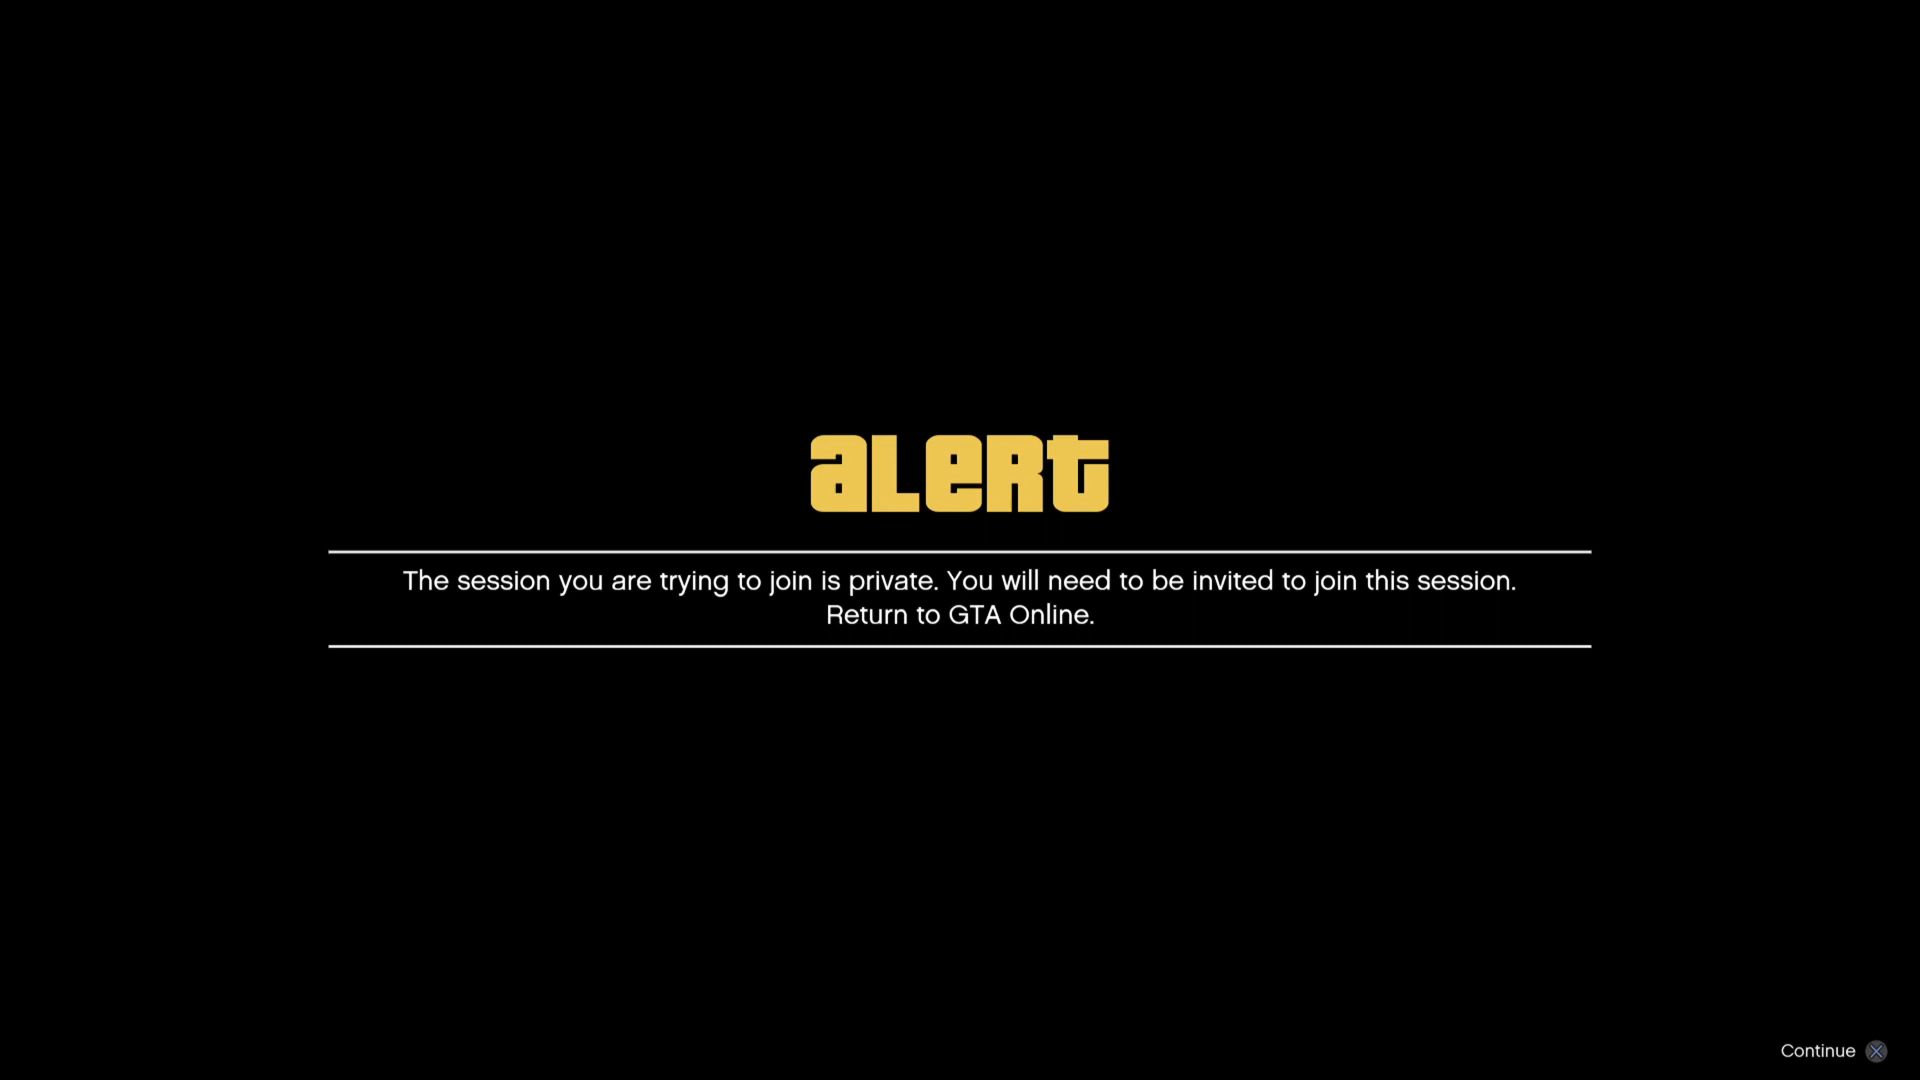 aLeRt
The session you are trying to join is private. You will need to be invited to join this session.
Return to GTA Online.
Continue